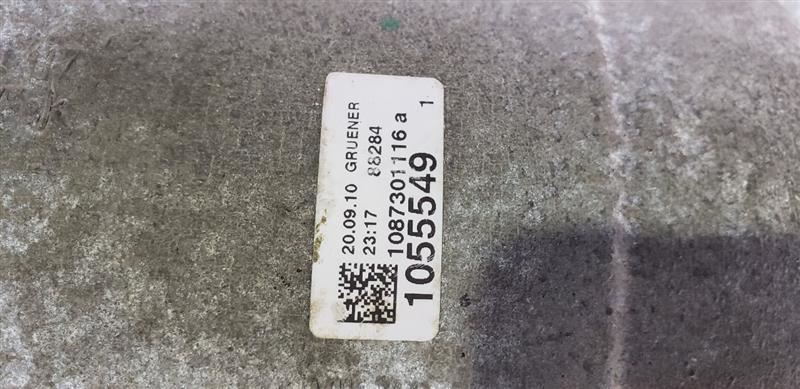 20.09.10 GRUENER
23:17 88284
1087301116 a
1055549 1